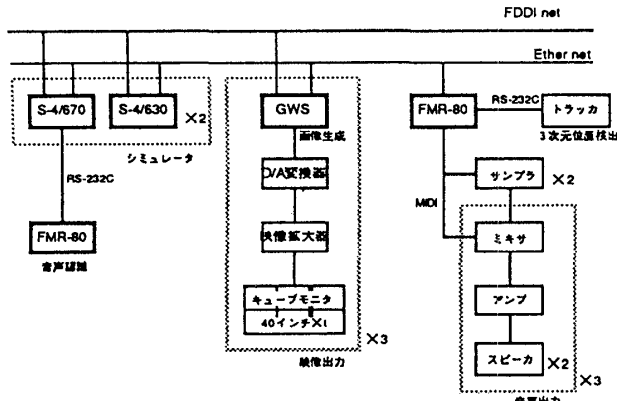 FDDI net
Ether net
S-4/670
S-4/630
×2
シミュレータ
RS-232C
FMR-80
音声認識
GWS
画像生成
D/A変換器
映像拡大器
キューブモニタ
40インチ×
×3
映像出力
FMR-80
RS-232C
トラッカ
3次元位置検出
MIDI
サンプラ
×2
ミキサ
アンプ
スピーカ
×2
×3
音声出力